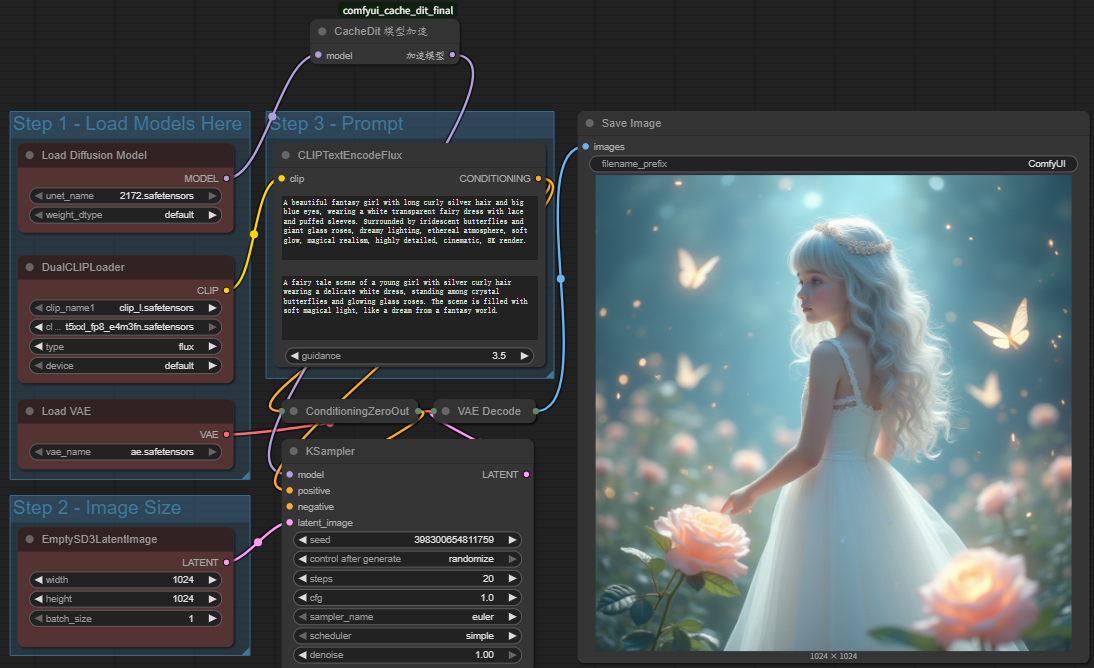 comfyui_cache_dit_final
CacheDit 模型加速
model 加速模型
Step 1 - Load Models Here
Load Diffusion Model
MODEL
unet_name 2172.safetensors
weight_dtype default
DualCLIPLoader
CLIP
clip_name1 clip_l.safetensors
cl ... t5xxl_fp8_e4m3fn.safetensors
type flux
device default
Load VAE
VAE
vae_name ae.safetensors
Step 2 - Image Size
EmptySD3LatentImage
LATENT
width 1024
height 1024
batch_size 1
Step 3 - Prompt
CLIPTextEncodeFlux
clip CONDITIONING
A beautiful fantasy girl with long curly silver hair and big
blue eyes, wearing a white transparent fairy dress with lace
and puffed sleeves. Surrounded by iridescent butterflies and
giant glass roses, dreamy lighting, ethereal atmosphere, soft
glow, magical realism, highly detailed, cinematic, 8K render.
A fairy tale scene of a young girl with silver curly hair
wearing a delicate white dress, standing among crystal
butterflies and glowing glass roses. The scene is filled with
soft magical light, like a dream from a fantasy world.
guidance 3.5
ConditioningZeroOut
VAE Decode
KSampler
model LATENT
positive
negative
latent_image
seed 398300654811759
control after generate randomize
steps 20
cfg 1.0
sampler_name euler
scheduler simple
denoise 1.00
Save Image
images
filename_prefix ComfyUI
1024 × 1024